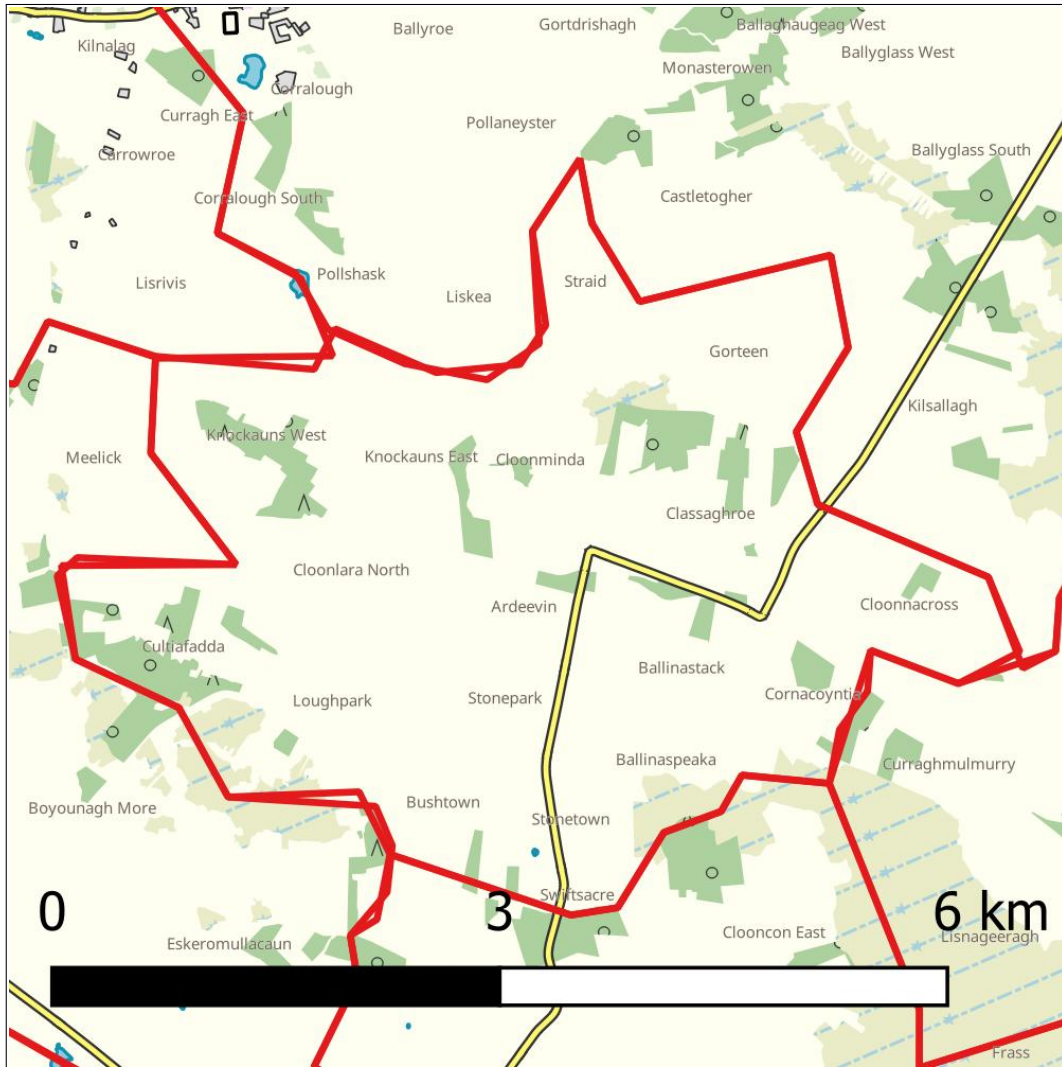 Ballyroe
Gortdrishagh
Ballaghaugeag West
Kilnalag
Ballyglass West
Monasterowen
Corralough
Curragh East
Pollaneyster
Carrowroe
Ballyglass South
Corralough South
Castletogher
Pollshask
Lisrivis
Straid
Liskea
Gorteen
Kilsallagh
Knockauns West
Meelick
Knockauns East
Cloonminda
Classaghroe
Cloonlara North
Ardeevin
Cloonnacross
Cultiafadda
Ballinastack
Cornacoyntia
Loughpark
Stonepark
Ballinaspeaka
Curraghmulmurry
Boyounagh More
Bushtown
Stonetown
Swiftsacre
0 3 6 km
Clooncon East
Lisnageeragh
Eskeromullacaun
Frass